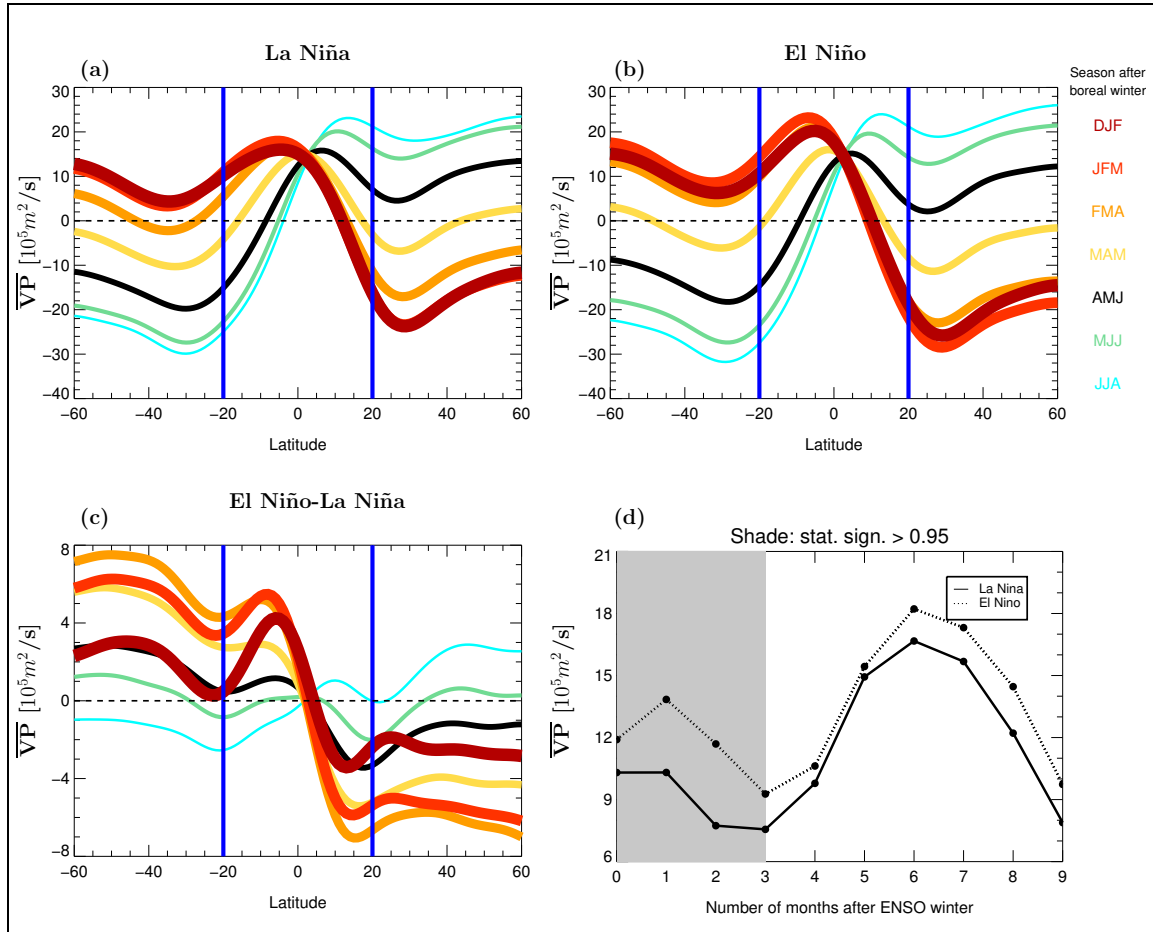 (a)
La Niña
30
20
10
0
−10
−20
−30
−40
VP [10^5 m^2/s]
−60
−40
−20
0
20
40
60
Latitude
(b)
El Niño
30
20
10
0
−10
−20
−30
−40
VP [10^5 m^2/s]
−60
−40
−20
0
20
40
60
Latitude
Season after
boreal winter
DJF
JFM
FMA
MAM
AMJ
MJJ
JJA
(c)
El Niño-La Niña
8
4
0
−4
−8
VP [10^5 m^2/s]
−60
−40
−20
0
20
40
60
Latitude
(d)
Shade: stat. sign. > 0.95
21
18
15
12
9
6
VP [10^5 m^2/s]
La Nina
El Nino
0
1
2
3
4
5
6
7
8
9
Number of months after ENSO winter